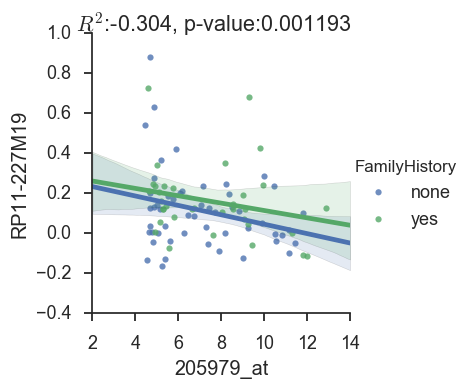 R²:-0.304, p-value:0.001193
1.0
0.8
0.6
0.4
0.2
0.0
−0.2
−0.4
RP11-227M19
2 4 6 8 10 12 14
205979_at
FamilyHistory
none
yes